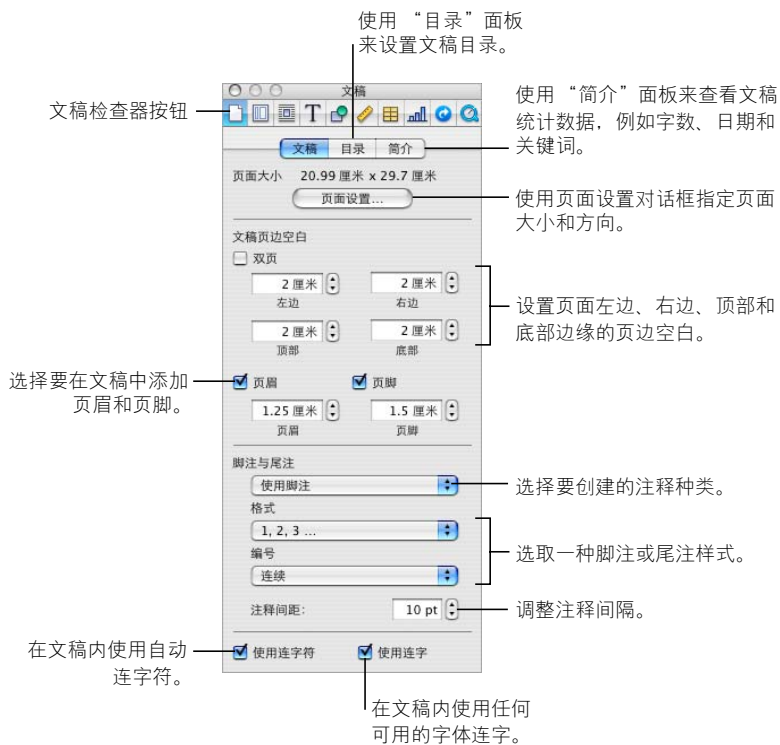 使用 “目录” 面板
来设置文稿目录。
文稿
文稿检查器按钮
使用 “简介” 面板来查看文稿
统计数据，例如字数、日期和
关键词。
文稿 目录 简介
页面大小 20.99 厘米 x 29.7 厘米
页面设置...
使用页面设置对话框指定页面
大小和方向。
文稿页边空白
双页
2 厘米 2 厘米
左边 右边
2 厘米 2 厘米
顶部 底部
设置页面左边、右边、顶部和
底部边缘的页边空白。
选择要在文稿中添加
页眉和页脚。
页眉 页脚
1.25 厘米 1.5 厘米
页眉 页脚
脚注与尾注
使用脚注
选择要创建的注释种类。
格式
1, 2, 3 ...
编号
连续
选取一种脚注或尾注样式。
注释间距： 10 pt
调整注释间隔。
在文稿内使用自动
连字符。
使用连字符 使用连字
在文稿内使用任何
可用的字体连字。